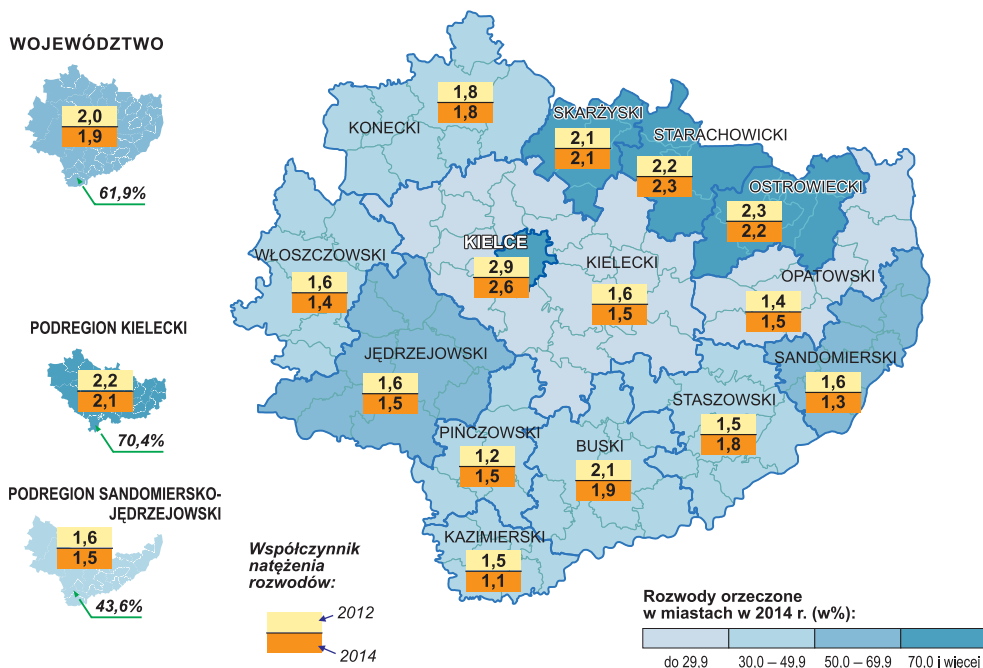 WOJEWÓDZTWO
2,0
1,9
61,9%
PODREGION KIELECKI
2,2
2,1
70,4%
PODREGION SANDOMIERSKO-
JĘDRZEJOWSKI
1,6
1,5
43,6%
KONECKI
1,8
1,8
SKARŻYSKI
2,1
2,1
STARACHOWICKI
2,2
2,3
OSTROWIECKI
2,3
2,2
WŁOSZCZOWSKI
1,6
1,4
KIELCE
2,9
2,6
KIELECKI
1,6
1,5
OPATOWSKI
1,4
1,5
JĘDRZEJOWSKI
1,6
1,5
SANDOMIERSKI
1,6
1,3
STASZOWSKI
1,5
1,8
PIŃCZOWSKI
1,2
1,5
BUSKI
2,1
1,9
KAZIMIERSKI
1,5
1,1
Współczynnik
natężenia
rozwodów:
2012
2014
Rozwody orzeczone
w miastach w 2014 r. (w%):
do 29.9
30.0 – 49.9
50.0 – 69.9
70.0 i więcej